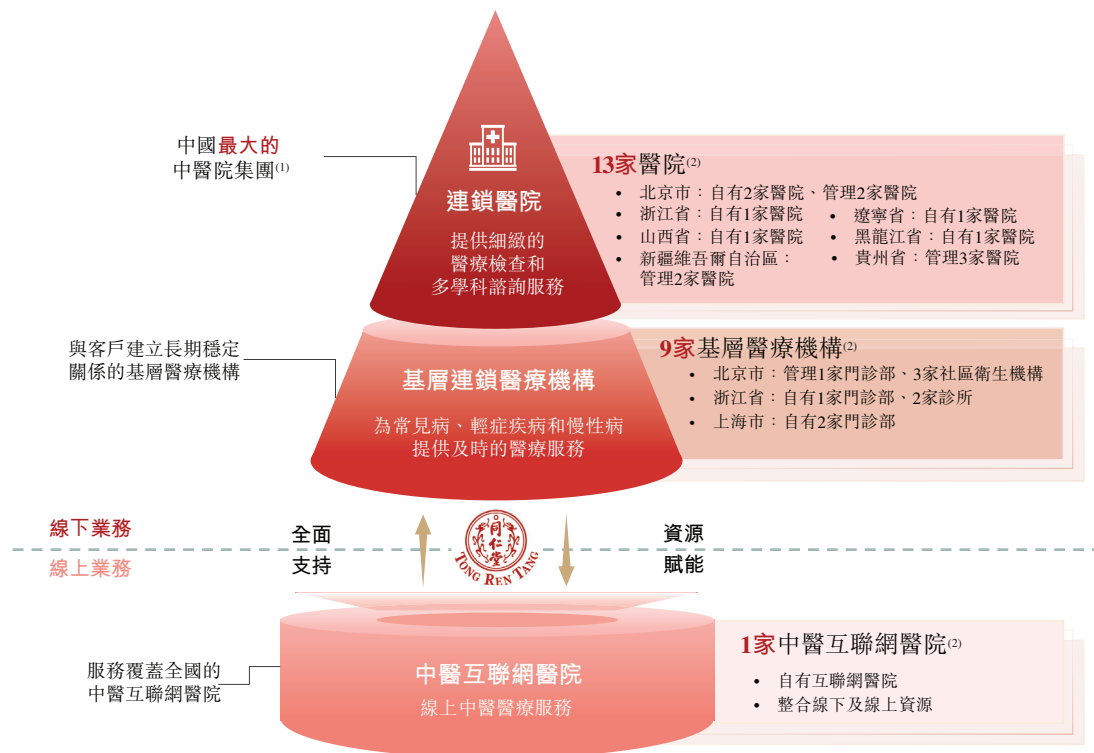 中國最大的
中醫院集團(1)
連鎖醫院
提供細緻的
醫療檢查和
多學科諮詢服務
13家醫院(2)
• 北京市：自有2家醫院、管理2家醫院
• 浙江省：自有1家醫院
• 遼寧省：自有1家醫院
• 山西省：自有1家醫院
• 黑龍江省：自有1家醫院
• 新疆維吾爾自治區：
管理2家醫院
• 貴州省：管理3家醫院
與客戶建立長期穩定
關係的基層醫療機構
基層連鎖醫療機構
為常見病、輕症疾病和慢性病
提供及時的醫療服務
9家基層醫療機構(2)
• 北京市：管理1家門診部、3家社區衛生機構
• 浙江省：自有1家門診部、2家診所
• 上海市：自有2家門診部
線下業務
線上業務
全面
支持
同仁堂
TONG REN TANG
資源
賦能
服務覆蓋全國的
中醫互聯網醫院
中醫互聯網醫院
線上中醫醫療服務
1家中醫互聯網醫院(2)
• 自有互聯網醫院
• 整合線下及線上資源